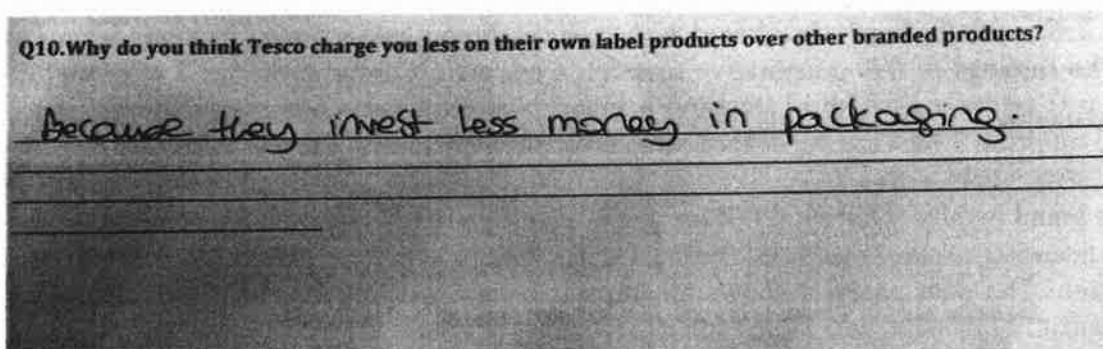 Q10.Why do you think Tesco charge you less on their own label products over other branded products?
Because they invest less money in packaging.